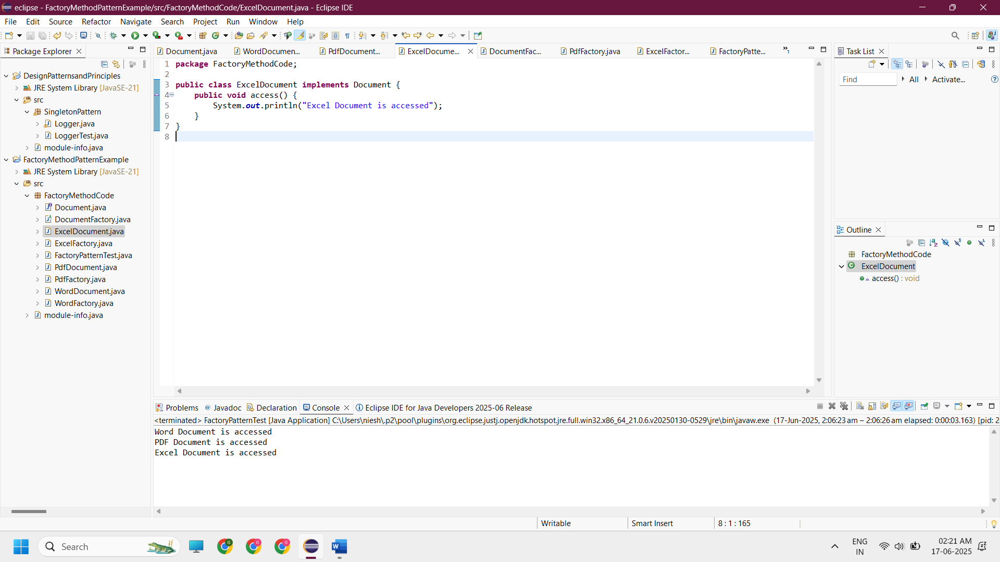 eclipse - FactoryMethodPatternExample/src/FactoryMethodCode/ExcelDocument.java - Eclipse IDE
File Edit Source Refactor Navigate Search Project Run Window Help
Package Explorer
DesignPatternsandPrinciples
JRE System Library [JavaSE-21]
src
SingletonPattern
Logger.java
LoggerTest.java
module-info.java
FactoryMethodPatternExample
JRE System Library [JavaSE-21]
src
FactoryMethodCode
Document.java
DocumentFactory.java
ExcelDocument.java
ExcelFactory.java
FactoryPatternTest.java
PdfDocument.java
PdfFactory.java
WordDocument.java
WordFactory.java
module-info.java
Document.java WordDocumen... PdfDocument... ExcelDocume... DocumentFac... PdfFactory.java ExcelFactor... FactoryPatte... »1
1 package FactoryMethodCode;
2
3 public class ExcelDocument implements Document {
4 public void access() {
5 System.out.println("Excel Document is accessed");
6 }
7 }
8
Task List
Find All Activate...
Outline
FactoryMethodCode
ExcelDocument
access() : void
Problems Javadoc Declaration Console Eclipse IDE for Java Developers 2025-06 Release
<terminated> FactoryPatternTest [Java Application] C:\Users\niesh\.p2\pool\plugins\org.eclipse.justj.openjdk.hotspot.jre.full.win32.x86_64_21.0.6.v20250130-0529\jre\bin\javaw.exe (17-Jun-2025, 2:06:23 am – 2:06:26 am elapsed: 0:00:03.163) [pid: 2
Word Document is accessed
PDF Document is accessed
Excel Document is accessed
Writable Smart Insert 8 : 1 : 165
Search
ENG
IN
02:21 AM
17-06-2025